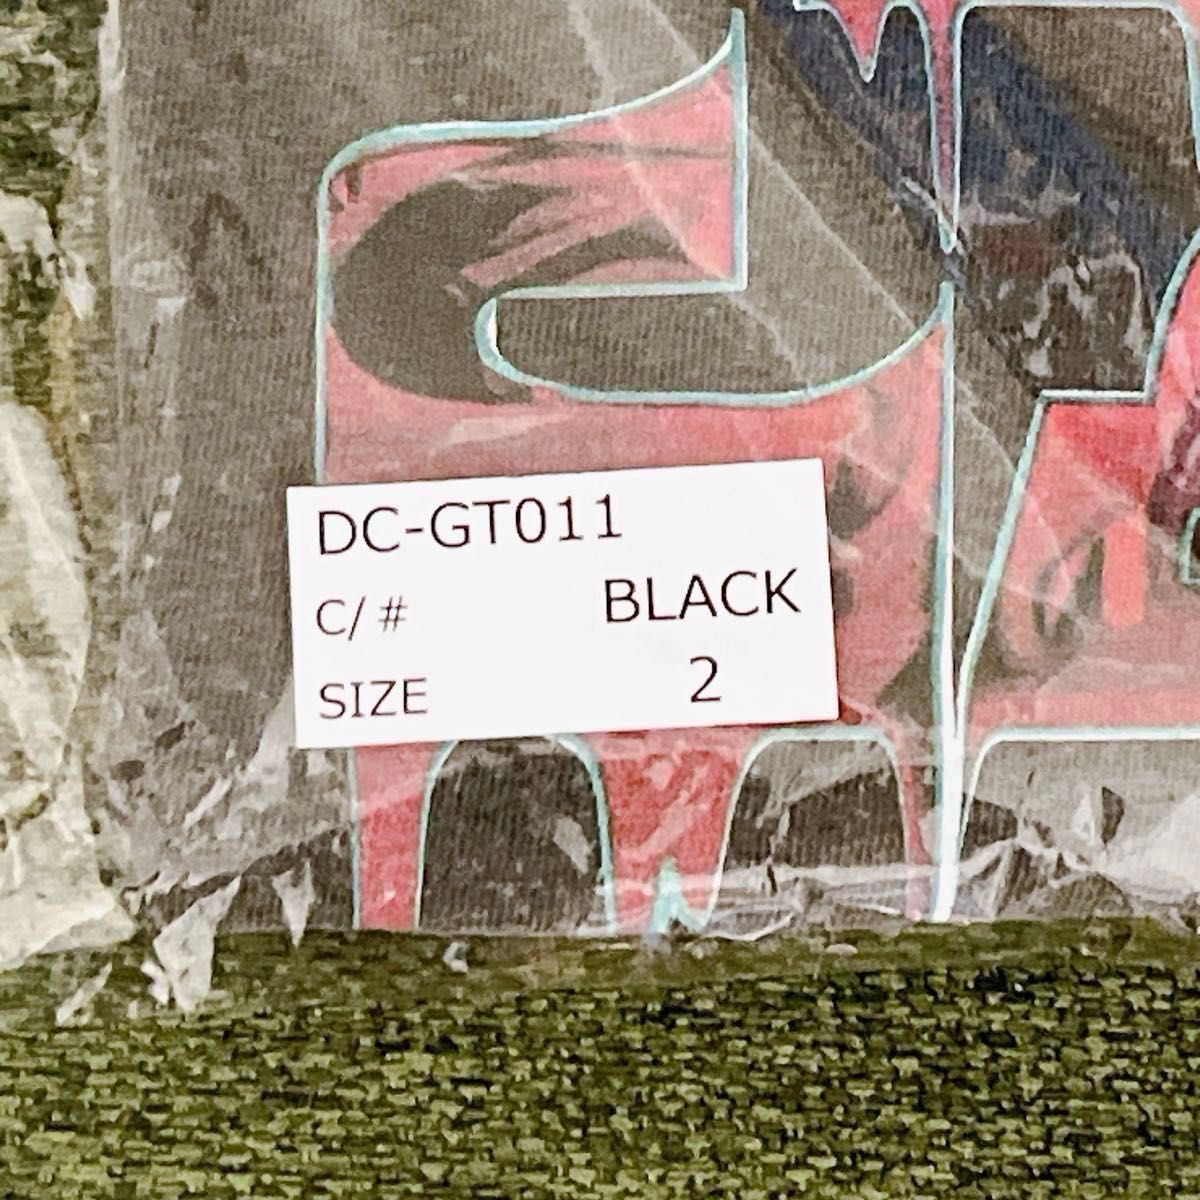 DC-GT011
C/ # BLACK
SIZE 2